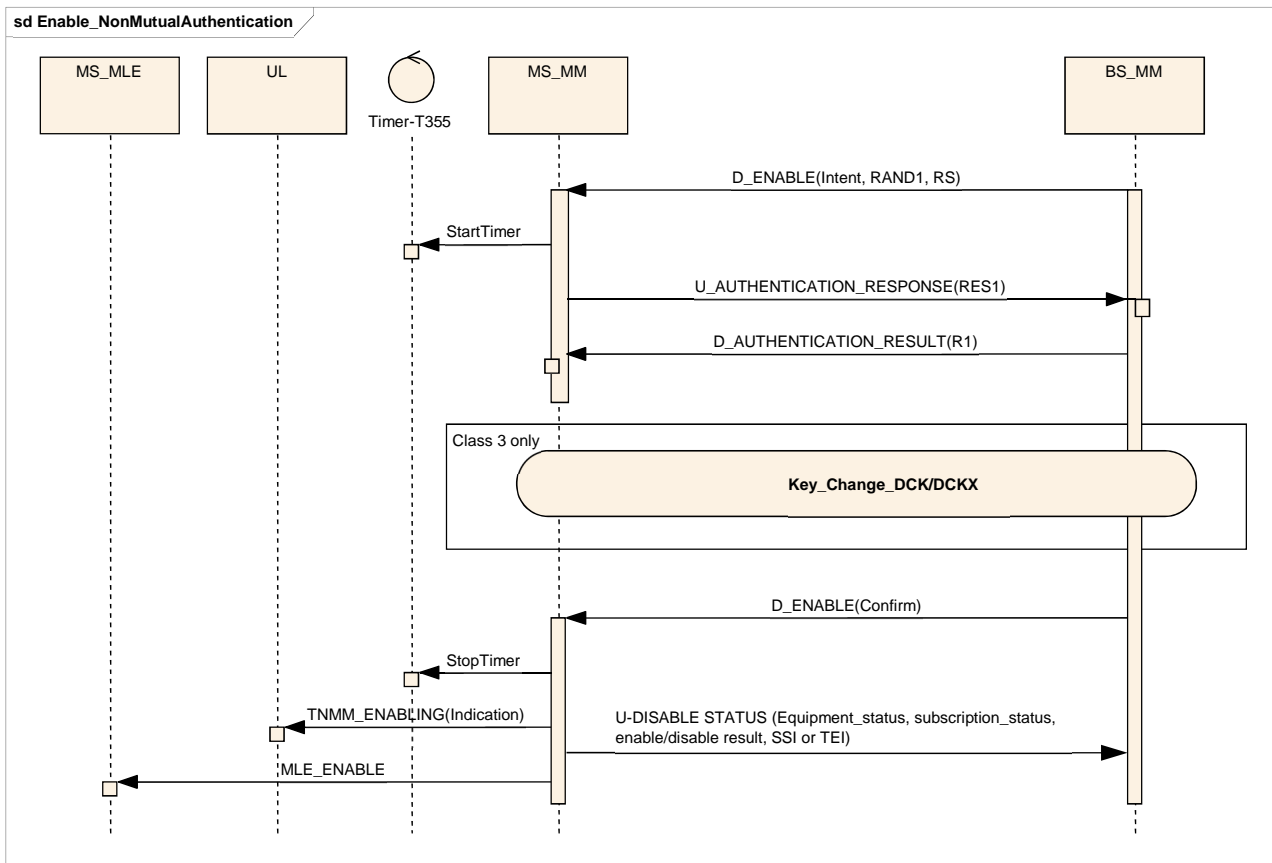 sd Enable_NonMutualAuthentication
MS_MLE
UL
Timer-T355
MS_MM
BS_MM
D_ENABLE(Intent, RAND1, RS)
StartTimer
U_AUTHENTICATION_RESPONSE(RES1)
D_AUTHENTICATION_RESULT(R1)
Class 3 only
Key_Change_DCK/DCKX
D_ENABLE(Confirm)
StopTimer
TNMM_ENABLING(Indication)
U-DISABLE STATUS (Equipment_status, subscription_status,
enable/disable result, SSI or TEI)
MLE_ENABLE